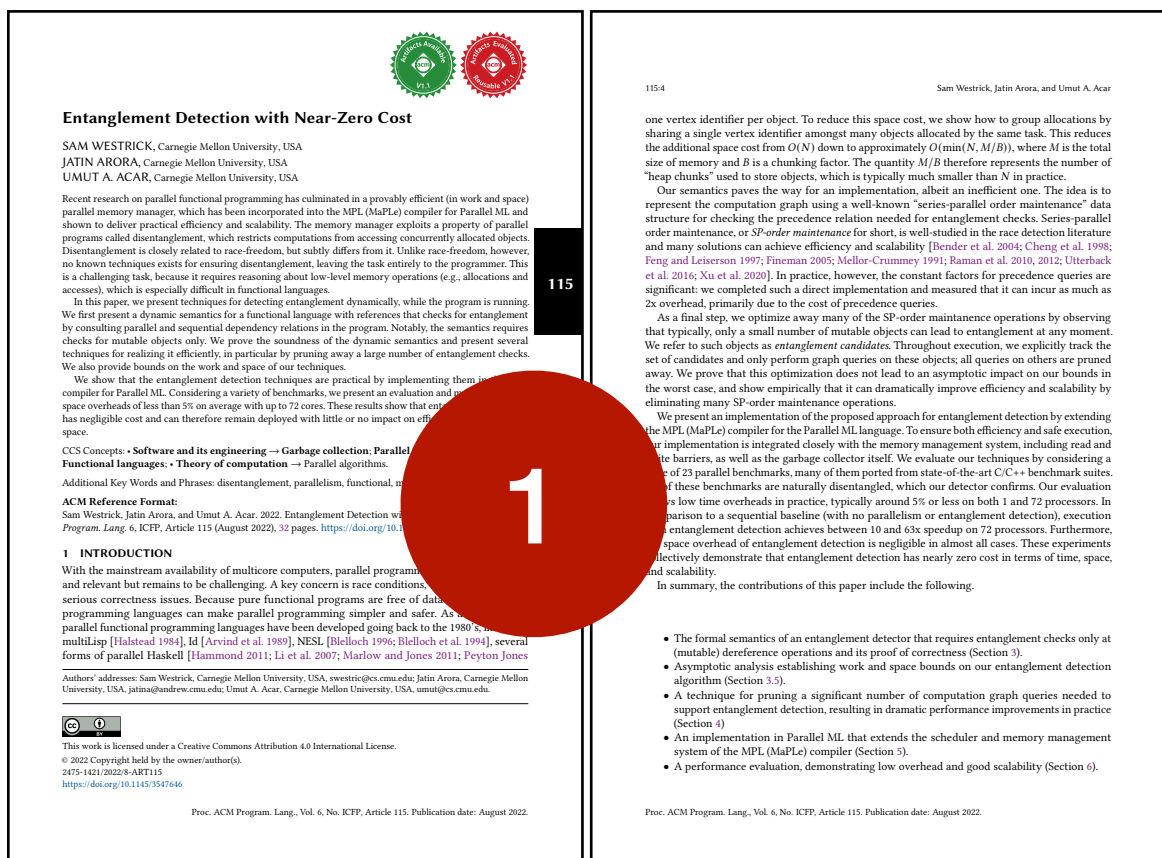 Artifacts Available
acm
V1.1
Artifacts Evaluated
acm
Reusable V1.1
Entanglement Detection with Near-Zero Cost
SAM WESTRICK, Carnegie Mellon University, USA
JATIN ARORA, Carnegie Mellon University, USA
UMUT A. ACAR, Carnegie Mellon University, USA
Recent research on parallel functional programming has culminated in a provably efficient (in work and space)
parallel memory manager, which has been incorporated into the MPL (MaPLe) compiler for Parallel ML and
shown to deliver practical efficiency and scalability. The memory manager exploits a property of parallel
programs called disentanglement, which restricts computations from accessing concurrently allocated objects.
Disentanglement is closely related to race-freedom, but subtly differs from it. Unlike race-freedom, however,
no known techniques exists for ensuring disentanglement, leaving the task entirely to the programmer. This
is a challenging task, because it requires reasoning about low-level memory operations (e.g., allocations and
accesses), which is especially difficult in functional languages.
In this paper, we present techniques for detecting entanglement dynamically, while the program is running.
We first present a dynamic semantics for a functional language with references that checks for entanglement
by consulting parallel and sequential dependency relations in the program. Notably, the semantics requires
checks for mutable objects only. We prove the soundness of the dynamic semantics and present several
techniques for realizing it efficiently, in particular by pruning away a large number of entanglement checks.
We also provide bounds on the work and space of our techniques.
We show that the entanglement detection techniques are practical by implementing them in
compiler for Parallel ML. Considering a variety of benchmarks, we present an evaluation and
space overheads of less than 5% on average with up to 72 cores. These results show that
has negligible cost and can therefore remain deployed with little or no impact on
space.
CCS Concepts: • Software and its engineering → Garbage collection; Parallel
Functional languages; • Theory of computation → Parallel algorithms.
Additional Key Words and Phrases: disentanglement, parallelism, functional,
ACM Reference Format:
Sam Westrick, Jatin Arora, and Umut A. Acar. 2022. Entanglement Detection
Program. Lang. 6, ICFP, Article 115 (August 2022), 32 pages. https://doi.org/10.1
1 INTRODUCTION
With the mainstream availability of multicore computers, parallel
and relevant but remains to be challenging. A key concern is race conditions,
serious correctness issues. Because pure functional programs are free of data
programming languages can make parallel programming simpler and safer. As
parallel functional programming languages have been developed going back to the 1980's,
multiLisp [Halstead 1984], Id [Arvind et al. 1989], NESL [Blelloch 1996; Blelloch et al. 1994], several
forms of parallel Haskell [Hammond 2011; Li et al. 2007; Marlow and Jones 2011; Peyton Jones
Authors' addresses: Sam Westrick, Carnegie Mellon University, USA, swestric@cs.cmu.edu; Jatin Arora, Carnegie Mellon
University, USA, jatina@andrew.cmu.edu; Umut A. Acar, Carnegie Mellon University, USA, umut@cs.cmu.edu.
cc BY
This work is licensed under a Creative Commons Attribution 4.0 International License.
© 2022 Copyright held by the owner/author(s).
2475-1421/2022/8-ART115
https://doi.org/10.1145/3547646
Proc. ACM Program. Lang., Vol. 6, No. ICFP, Article 115. Publication date: August 2022.
115
1
115:4 Sam Westrick, Jatin Arora, and Umut A. Acar
one vertex identifier per object. To reduce this space cost, we show how to group allocations by
sharing a single vertex identifier amongst many objects allocated by the same task. This reduces
the additional space cost from O(N) down to approximately O(min(N, M/B)), where M is the total
size of memory and B is a chunking factor. The quantity M/B therefore represents the number of
"heap chunks" used to store objects, which is typically much smaller than N in practice.
Our semantics paves the way for an implementation, albeit an inefficient one. The idea is to
represent the computation graph using a well-known "series-parallel order maintenance" data
structure for checking the precedence relation needed for entanglement checks. Series-parallel
order maintenance, or SP-order maintenance for short, is well-studied in the race detection literature
and many solutions can achieve efficiency and scalability [Bender et al. 2004; Cheng et al. 1998;
Feng and Leiserson 1997; Fineman 2005; Mellor-Crummey 1991; Raman et al. 2010, 2012; Utterback
et al. 2016; Xu et al. 2020]. In practice, however, the constant factors for precedence queries are
significant: we completed such a direct implementation and measured that it can incur as much as
2x overhead, primarily due to the cost of precedence queries.
As a final step, we optimize away many of the SP-order maintanence operations by observing
that typically, only a small number of mutable objects can lead to entanglement at any moment.
We refer to such objects as entanglement candidates. Throughout execution, we explicitly track the
set of candidates and only perform graph queries on these objects; all queries on others are pruned
away. We prove that this optimization does not lead to an asymptotic impact on our bounds in
the worst case, and show empirically that it can dramatically improve efficiency and scalability by
eliminating many SP-order maintenance operations.
We present an implementation of the proposed approach for entanglement detection by extending
the MPL (MaPLe) compiler for the Parallel ML language. To ensure both efficiency and safe execution,
implementation is integrated closely with the memory management system, including read and
barriers, as well as the garbage collector itself. We evaluate our techniques by considering a
of 23 parallel benchmarks, many of them ported from state-of-the-art C/C++ benchmark suites.
of these benchmarks are naturally disentangled, which our detector confirms. Our evaluation
low time overheads in practice, typically around 5% or less on both 1 and 72 processors. In
to a sequential baseline (with no parallelism or entanglement detection), execution
entanglement detection achieves between 10 and 63x speedup on 72 processors. Furthermore,
space overhead of entanglement detection is negligible in almost all cases. These experiments
collectively demonstrate that entanglement detection has nearly zero cost in terms of time, space,
and scalability.
In summary, the contributions of this paper include the following.
• The formal semantics of an entanglement detector that requires entanglement checks only at
(mutable) dereference operations and its proof of correctness (Section 3).
• Asymptotic analysis establishing work and space bounds on our entanglement detection
algorithm (Section 3.5).
• A technique for pruning a significant number of computation graph queries needed to
support entanglement detection, resulting in dramatic performance improvements in practice
(Section 4)
• An implementation in Parallel ML that extends the scheduler and memory management
system of the MPL (MaPLe) compiler (Section 5).
• A performance evaluation, demonstrating low overhead and good scalability (Section 6).
Proc. ACM Program. Lang., Vol. 6, No. ICFP, Article 115. Publication date: August 2022.